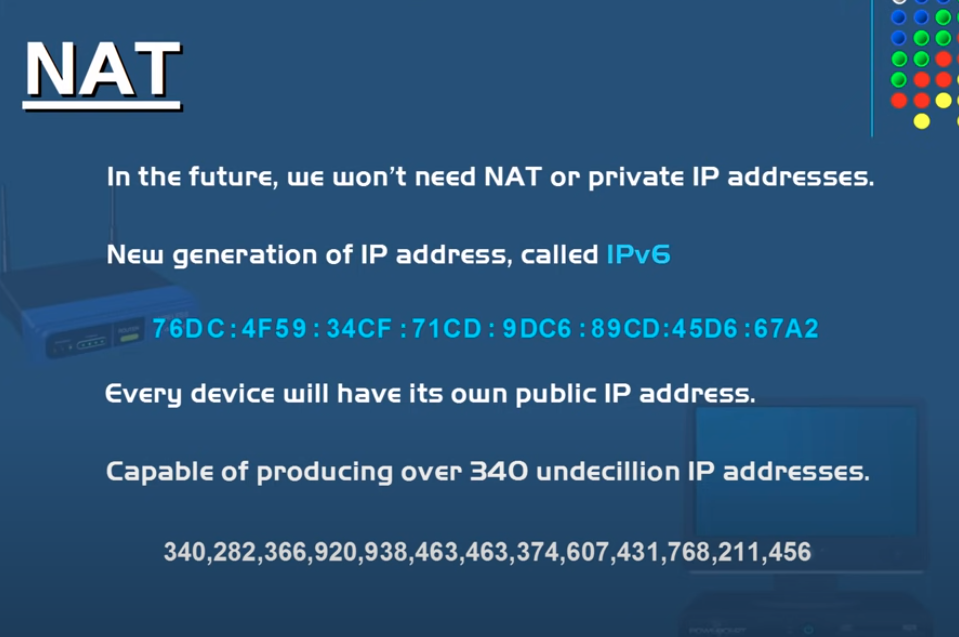 NAT
In the future, we won't need NAT or private IP addresses.
New generation of IP address, called IPv6
76DC:4F59:34CF:71CD:9DC6:89CD:45D6:67A2
Every device will have its own public IP address.
Capable of producing over 340 undecillion IP addresses.
340,282,366,920,938,463,463,374,607,431,768,211,456